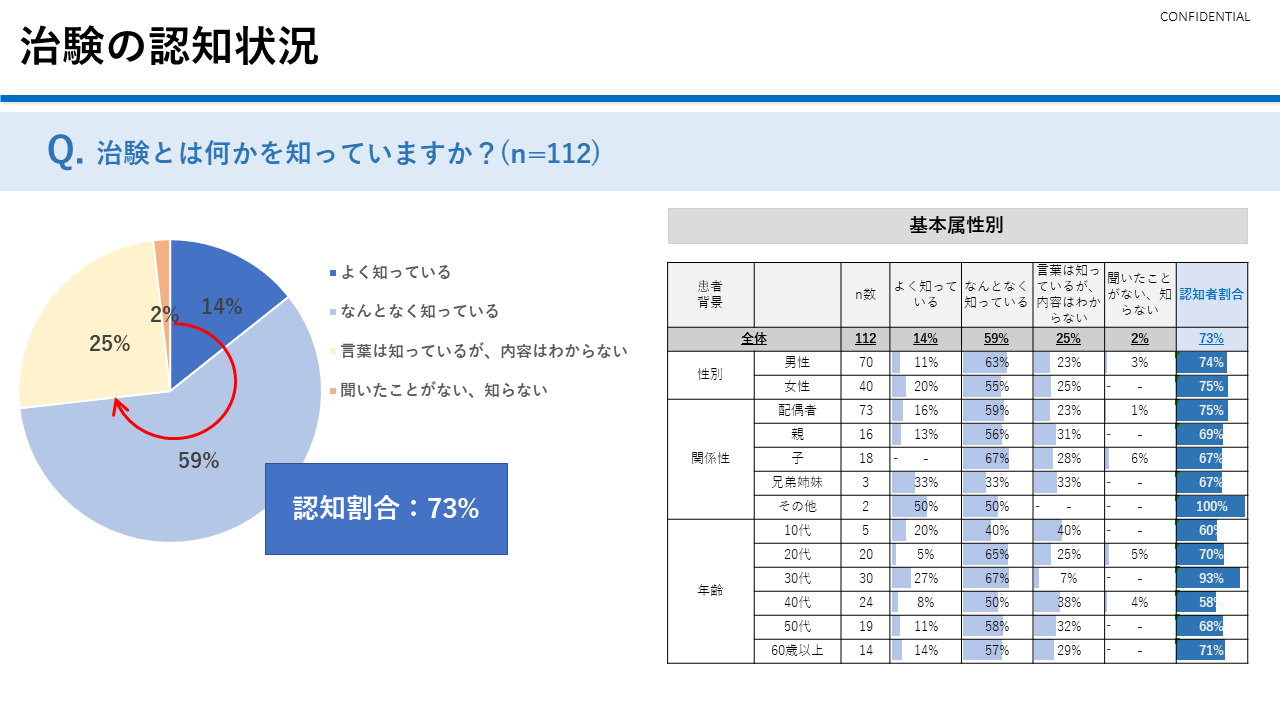 CONFIDENTIAL
治験の認知状況
Q. 治験とは何かを知っていますか？(n=112)
14%
59%
25%
2%
よく知っている
なんとなく知っている
言葉は知っているが、内容はわからない
聞いたことがない、知らない
認知割合：73%
基本属性別
患者背景 n数 よく知っている なんとなく知っている 言葉は知っているが、内容はわからない 聞いたことがない、知らない 認知者割合
全体 112 14% 59% 25% 2% 73%
性別 男性 70 11% 63% 23% 3% 74%
女性 40 20% 55% 25% - - 75%
関係性 配偶者 73 16% 59% 23% 1% 75%
親 16 13% 56% 31% - - 69%
子 18 - - 67% 28% 6% 67%
兄弟姉妹 3 33% 33% 33% - - 67%
その他 2 50% 50% - - - - 100%
年齢 10代 5 20% 40% 40% - - 60%
20代 20 5% 65% 25% 5% 70%
30代 30 27% 67% 7% - - 93%
40代 24 8% 50% 38% 4% 58%
50代 19 11% 58% 32% - - 68%
60歳以上 14 14% 57% 29% - - 71%